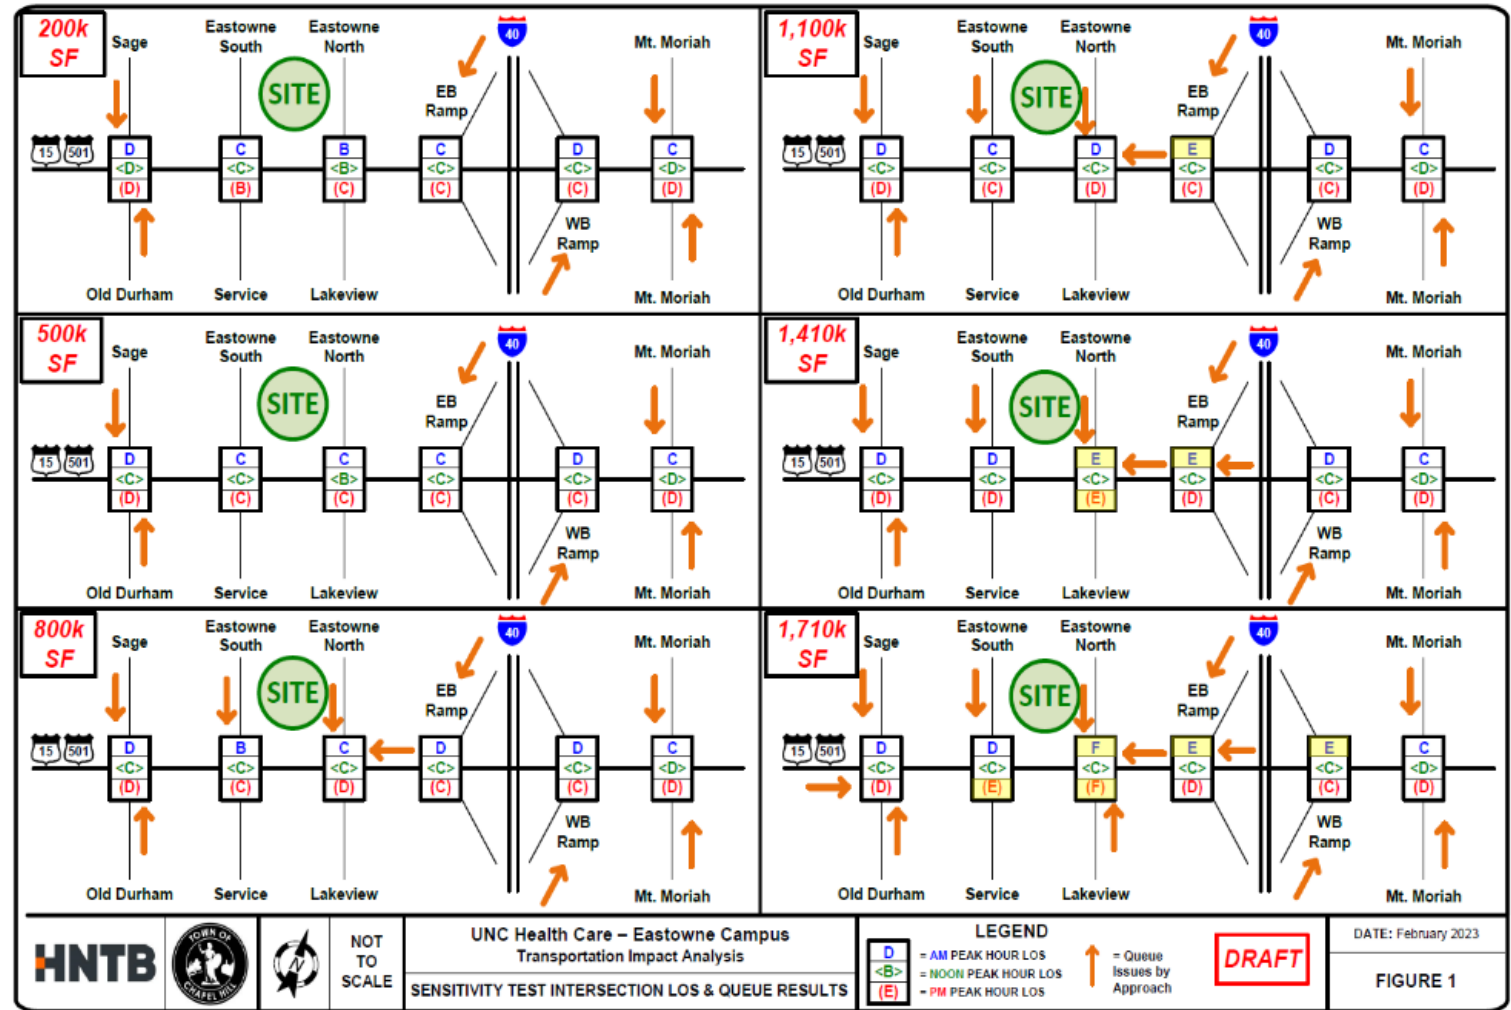 200k
SF
Sage
Eastowne
South
Eastowne
North
40
Mt. Moriah
SITE
EB
Ramp
15 501
D C B C D C
<D> <C> <B> <C> <C> <D>
(D) (B) (C) (C) (C) (D)
WB
Ramp
Old Durham Service Lakeview Mt. Moriah
1,100k
SF
Sage
Eastowne
South
Eastowne
North
40
Mt. Moriah
SITE
EB
Ramp
15 501
D C D E D C
<C> <C> <C> <C> <C> <D>
(D) (C) (D) (C) (C) (D)
WB
Ramp
Old Durham Service Lakeview Mt. Moriah
500k
SF
Sage
Eastowne
South
Eastowne
North
40
Mt. Moriah
SITE
EB
Ramp
15 501
D C C C D C
<C> <C> <B> <C> <C> <D>
(D) (C) (C) (C) (C) (D)
WB
Ramp
Old Durham Service Lakeview Mt. Moriah
1,410k
SF
Sage
Eastowne
South
Eastowne
North
40
Mt. Moriah
SITE
EB
Ramp
15 501
D D E E D C
<C> <C> <C> <C> <C> <D>
(D) (D) (E) (D) (C) (D)
WB
Ramp
Old Durham Service Lakeview Mt. Moriah
800k
SF
Sage
Eastowne
South
Eastowne
North
40
Mt. Moriah
SITE
EB
Ramp
15 501
D B C D D C
<C> <C> <C> <C> <C> <D>
(D) (C) (D) (C) (C) (D)
WB
Ramp
Old Durham Service Lakeview Mt. Moriah
1,710k
SF
Sage
Eastowne
South
Eastowne
North
40
Mt. Moriah
SITE
EB
Ramp
15 501
D D F E E C
<C> <C> <C> <C> <C> <D>
(D) (E) (F) (D) (C) (D)
WB
Ramp
Old Durham Service Lakeview Mt. Moriah
HNTB
TOWN OF
CHAPEL HILL
N
NOT
TO
SCALE
UNC Health Care – Eastowne Campus
Transportation Impact Analysis
SENSITIVITY TEST INTERSECTION LOS & QUEUE RESULTS
LEGEND
D = AM PEAK HOUR LOS
<B> = NOON PEAK HOUR LOS
(E) = PM PEAK HOUR LOS
= Queue
Issues by
Approach
DRAFT
DATE: February 2023
FIGURE 1